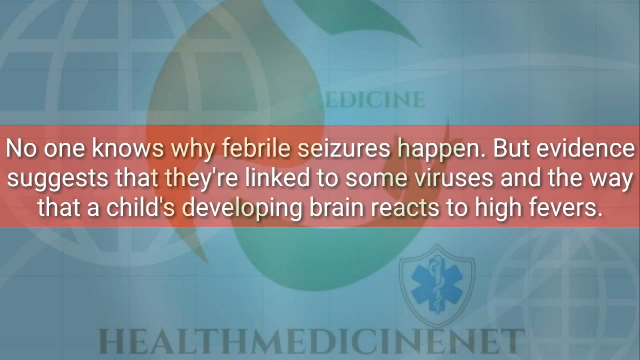 MEDICINE
No one knows why febrile seizures happen. But evidence
suggests that they're linked to some viruses and the way
that a child's developing brain reacts to high fevers.
HEALTHMEDICINENET